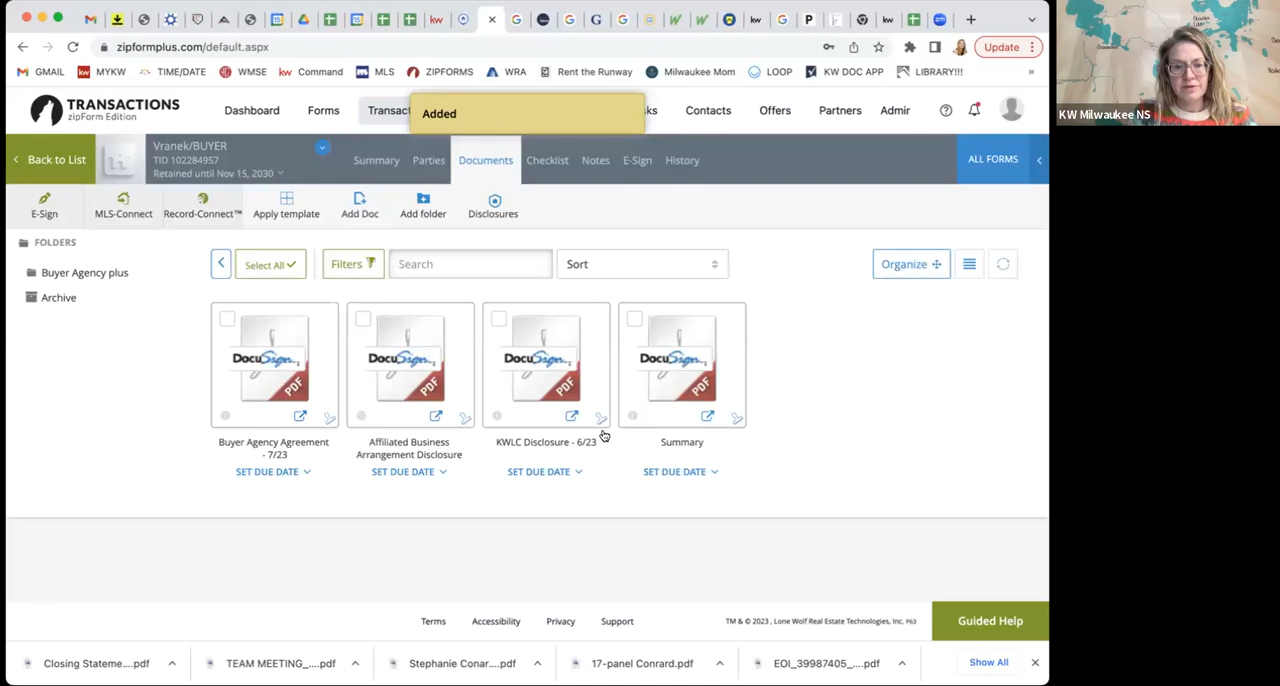 zipformplus.com/default.aspx
Update
GMAIL
MYKW
TIME/DATE
WMSE
Command
MLS
ZIPFORMS
WRA
Rent the Runway
Milwaukee Mom
LOOP
KW DOC APP
LIBRARY!!!
»
KW Milwaukee NS
TRANSACTIONS
zipForm Edition
Dashboard
Forms
Transact
Added
ks
Contacts
Offers
Partners
Admir
Back to List
Vranek/BUYER
TID 102284957
Retained until Nov 15, 2030
Summary
Parties
Documents
Checklist
Notes
E-Sign
History
ALL FORMS
E-Sign
MLS-Connect
Record-Connect™
Apply template
Add Doc
Add folder
Disclosures
FOLDERS
Buyer Agency plus
Archive
Select All
Filters
Search
Sort
Organize
DocuSign
PDF
DocuSign
PDF
DocuSign
PDF
DocuSign
PDF
Buyer Agency Agreement
- 7/23
SET DUE DATE
Affiliated Business
Arrangement Disclosure
SET DUE DATE
KWLC Disclosure - 6/23
SET DUE DATE
Summary
SET DUE DATE
Terms
Accessibility
Privacy
Support
TM & © 2023 , Lone Wolf Real Estate Technologies, Inc. P63
Guided Help
Closing Stateme....pdf
TEAM MEETING_....pdf
Stephanie Conar....pdf
17-panel Conrard.pdf
EOI_39987405_....pdf
Show All